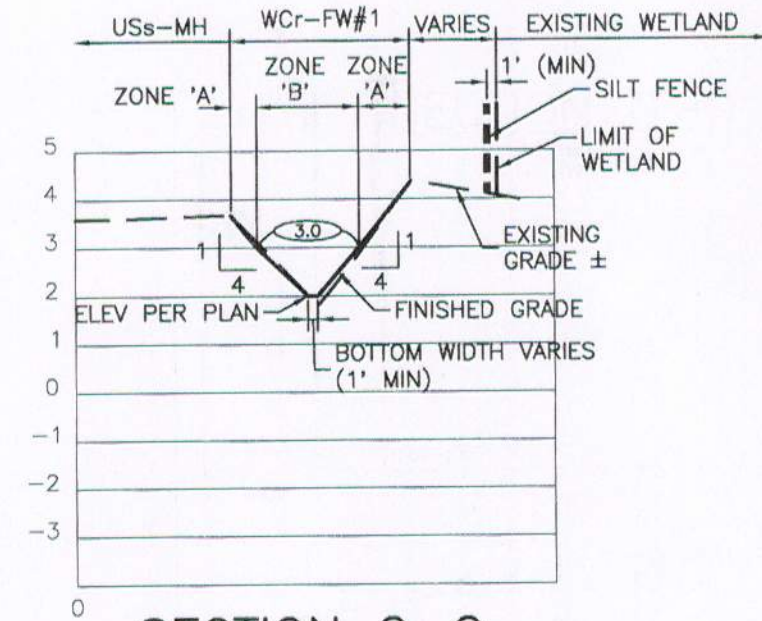 USs-MH
WCr-FW#1
VARIES
EXISTING WETLAND
ZONE 'A'
ZONE 'B'
ZONE 'A'
1' (MIN)
SILT FENCE
LIMIT OF WETLAND
5
4
3
2
1
0
-1
-2
-3
3.0
1
4
1
4
EXISTING GRADE ±
ELEV PER PLAN
FINISHED GRADE
BOTTOM WIDTH VARIES
(1' MIN)
0